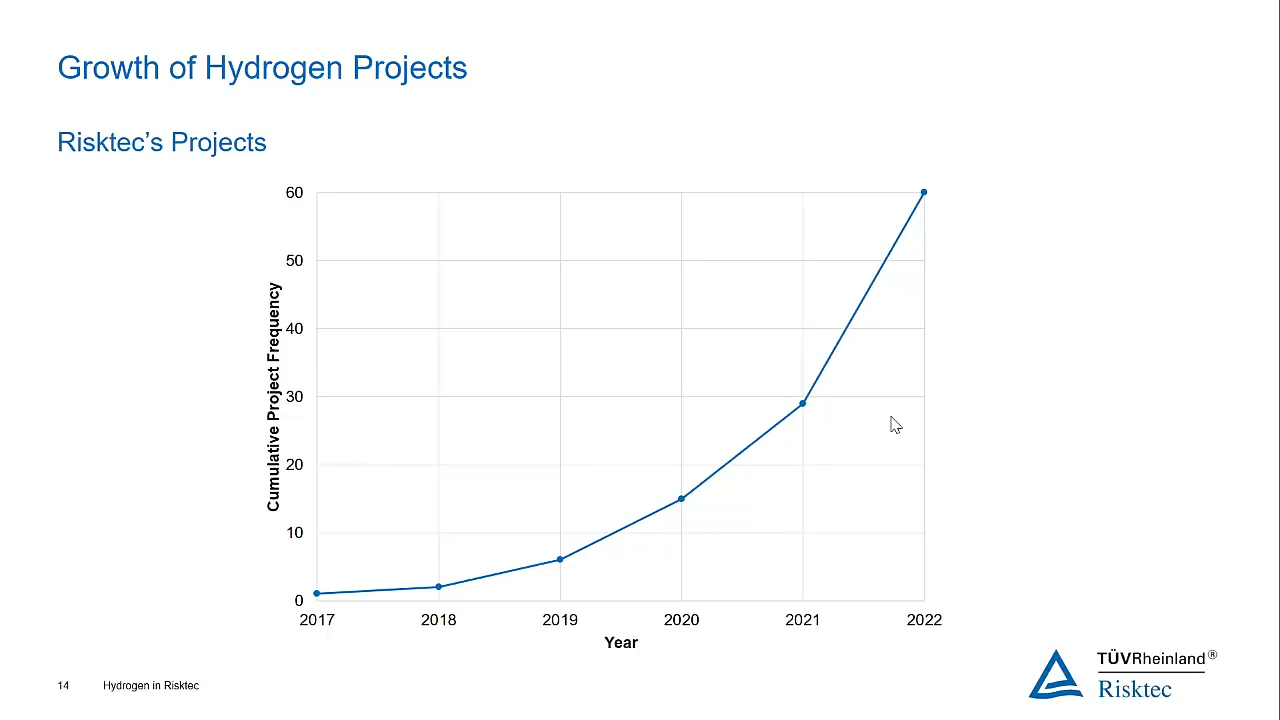 Growth of Hydrogen Projects
Risktec’s Projects
60
50
40
30
20
10
0
Cumulative Project Frequency
2017 2018 2019 2020 2021 2022
Year
14 Hydrogen in Risktec
TÜVRheinland®
Risktec